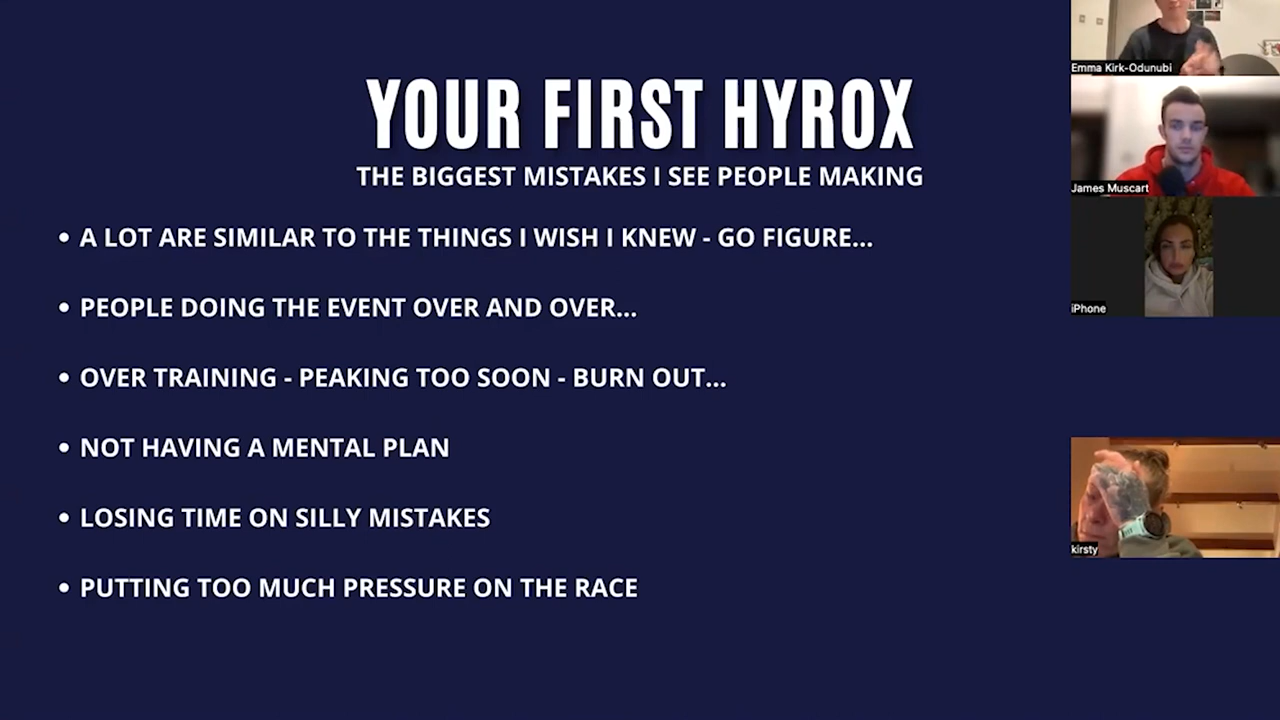 YOUR FIRST HYROX
THE BIGGEST MISTAKES I SEE PEOPLE MAKING
• A LOT ARE SIMILAR TO THE THINGS I WISH I KNEW - GO FIGURE...
• PEOPLE DOING THE EVENT OVER AND OVER...
• OVER TRAINING - PEAKING TOO SOON - BURN OUT...
• NOT HAVING A MENTAL PLAN
• LOSING TIME ON SILLY MISTAKES
• PUTTING TOO MUCH PRESSURE ON THE RACE
Emma Kirk-Odunubi
James Muscart
iPhone
kirsty